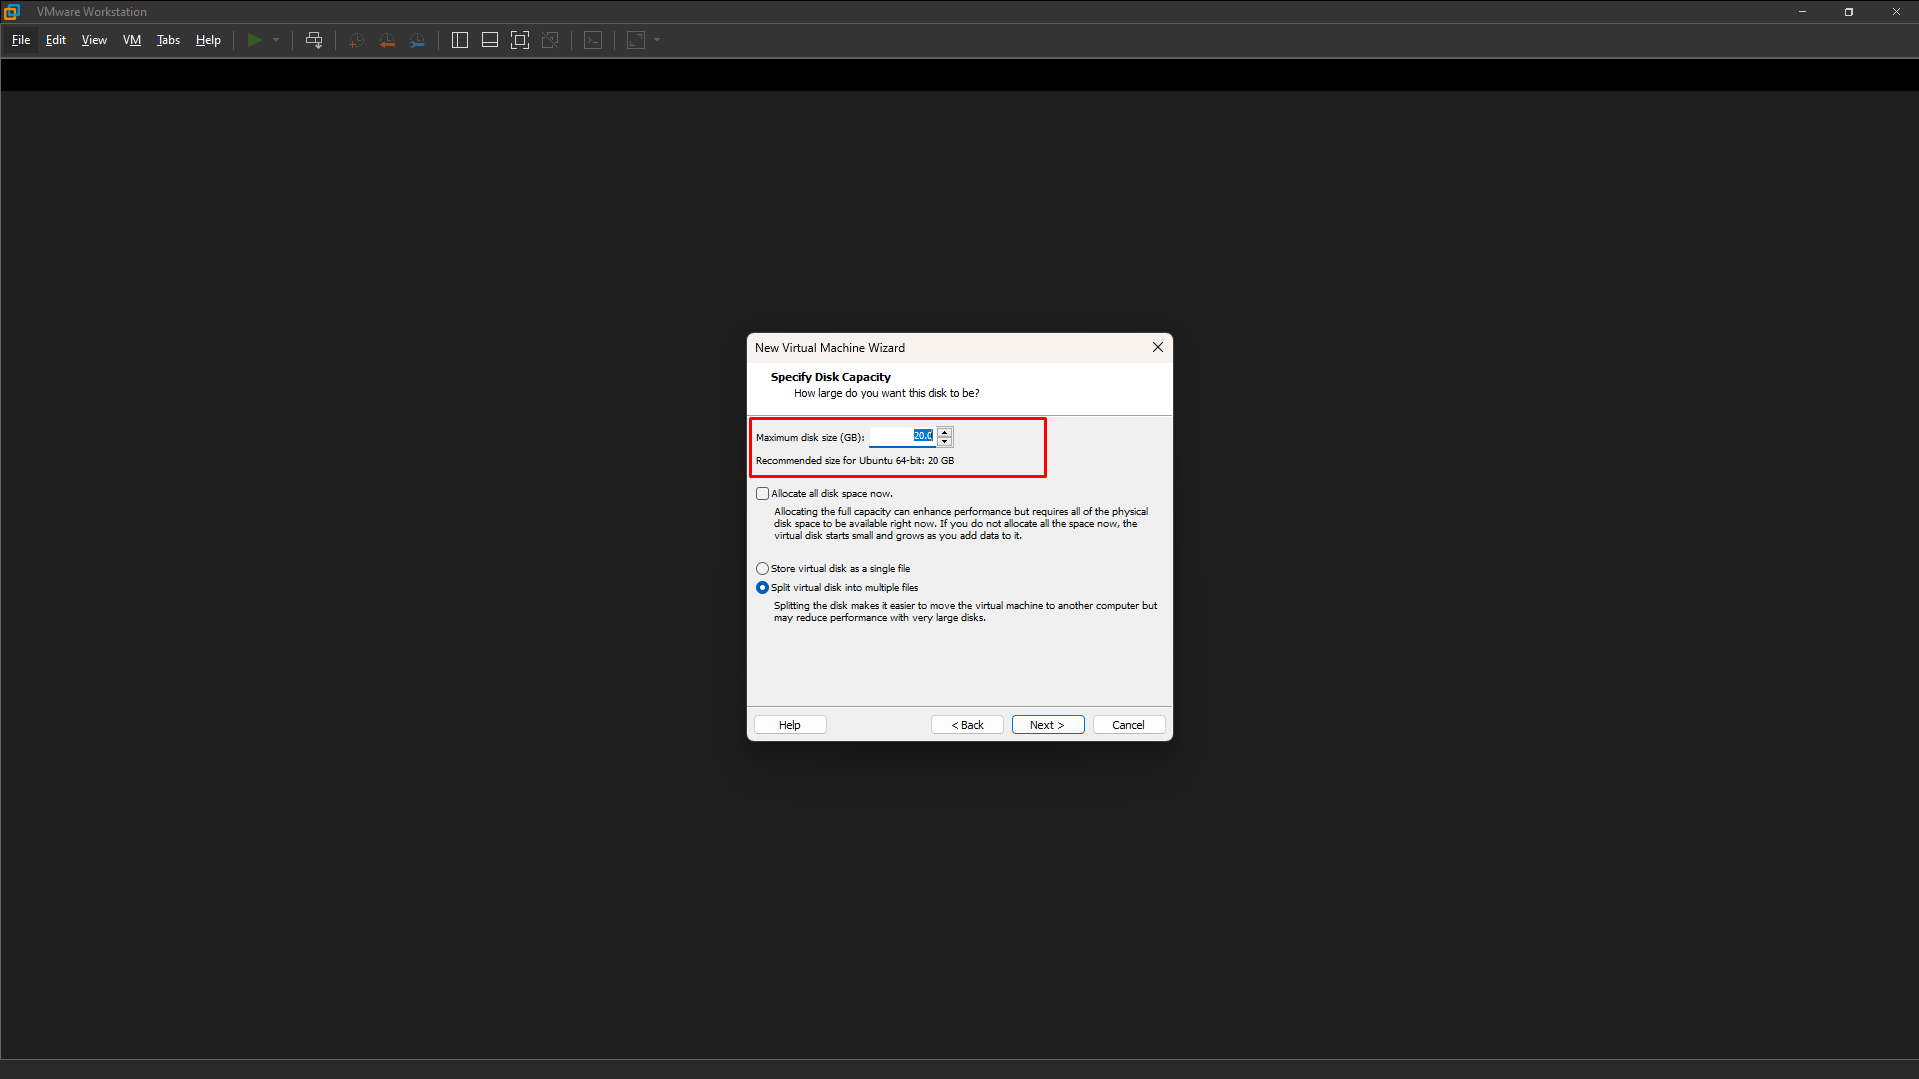 VMware Workstation
File Edit View VM Tabs Help
New Virtual Machine Wizard
Specify Disk Capacity
How large do you want this disk to be?
Maximum disk size (GB): 20.0
Recommended size for Ubuntu 64-bit: 20 GB
Allocate all disk space now.
Allocating the full capacity can enhance performance but requires all of the physical
disk space to be available right now. If you do not allocate all the space now, the
virtual disk starts small and grows as you add data to it.
Store virtual disk as a single file
Split virtual disk into multiple files
Splitting the disk makes it easier to move the virtual machine to another computer but
may reduce performance with very large disks.
Help < Back Next > Cancel